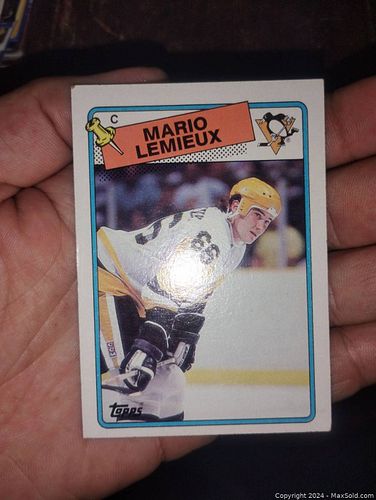 C
MARIO
LEMIEUX
66
topps
Copyright 2024 - MaxSold.com